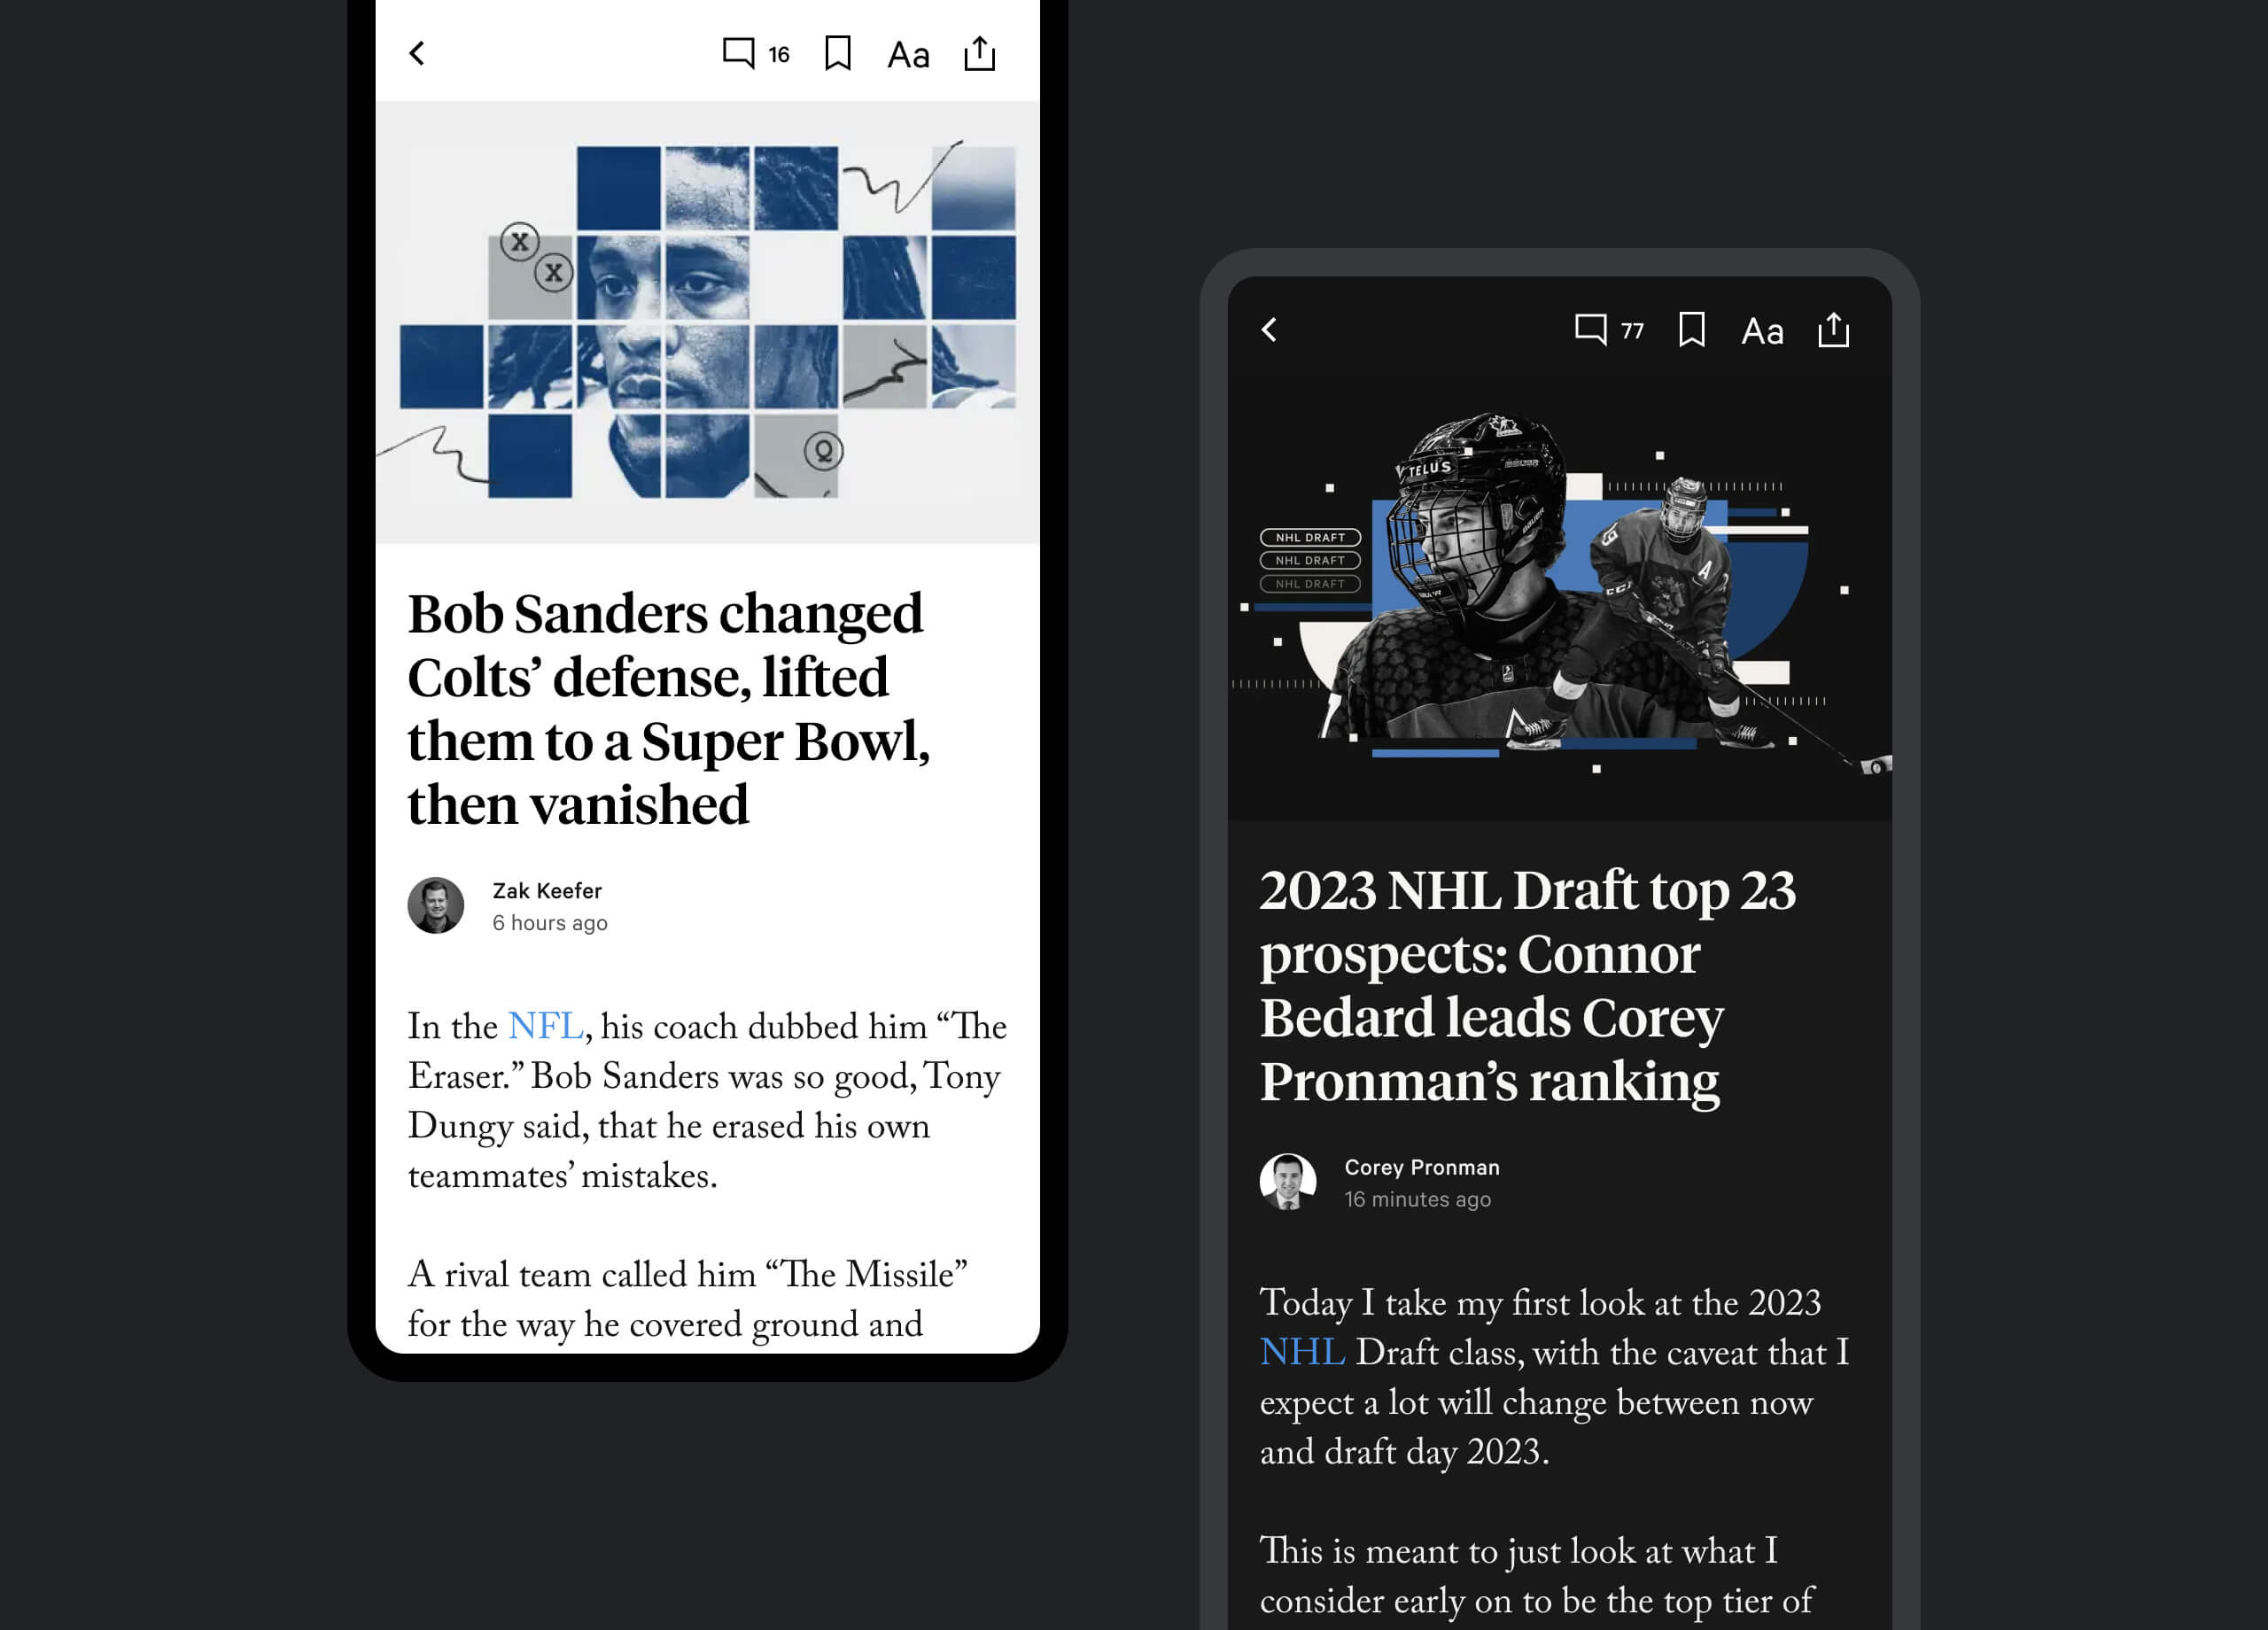 16
Aa
X
X
Q
Bob Sanders changed
Colts’ defense, lifted
them to a Super Bowl,
then vanished
Zak Keefer
6 hours ago
In the NFL, his coach dubbed him “The
Eraser.” Bob Sanders was so good, Tony
Dungy said, that he erased his own
teammates’ mistakes.
A rival team called him “The Missile”
for the way he covered ground and
77
Aa
TELUS
BAUER
NHL DRAFT
NHL DRAFT
NHL DRAFT
A
CCM
2023 NHL Draft top 23
prospects: Connor
Bedard leads Corey
Pronman’s ranking
Corey Pronman
16 minutes ago
Today I take my first look at the 2023
NHL Draft class, with the caveat that I
expect a lot will change between now
and draft day 2023.
This is meant to just look at what I
consider early on to be the top tier of